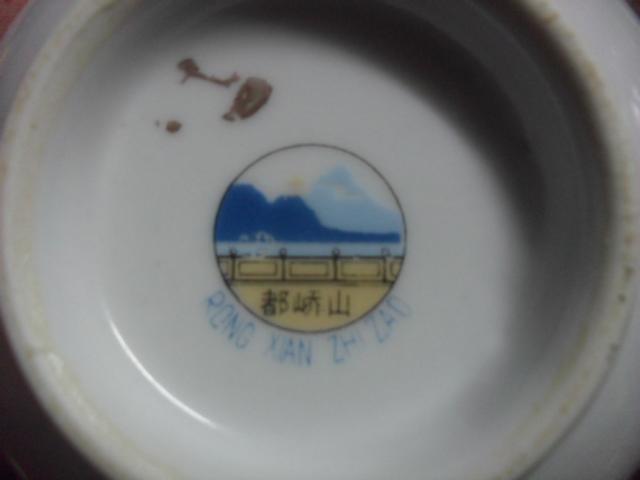 都峤山
RONG XIAN ZHI ZAO